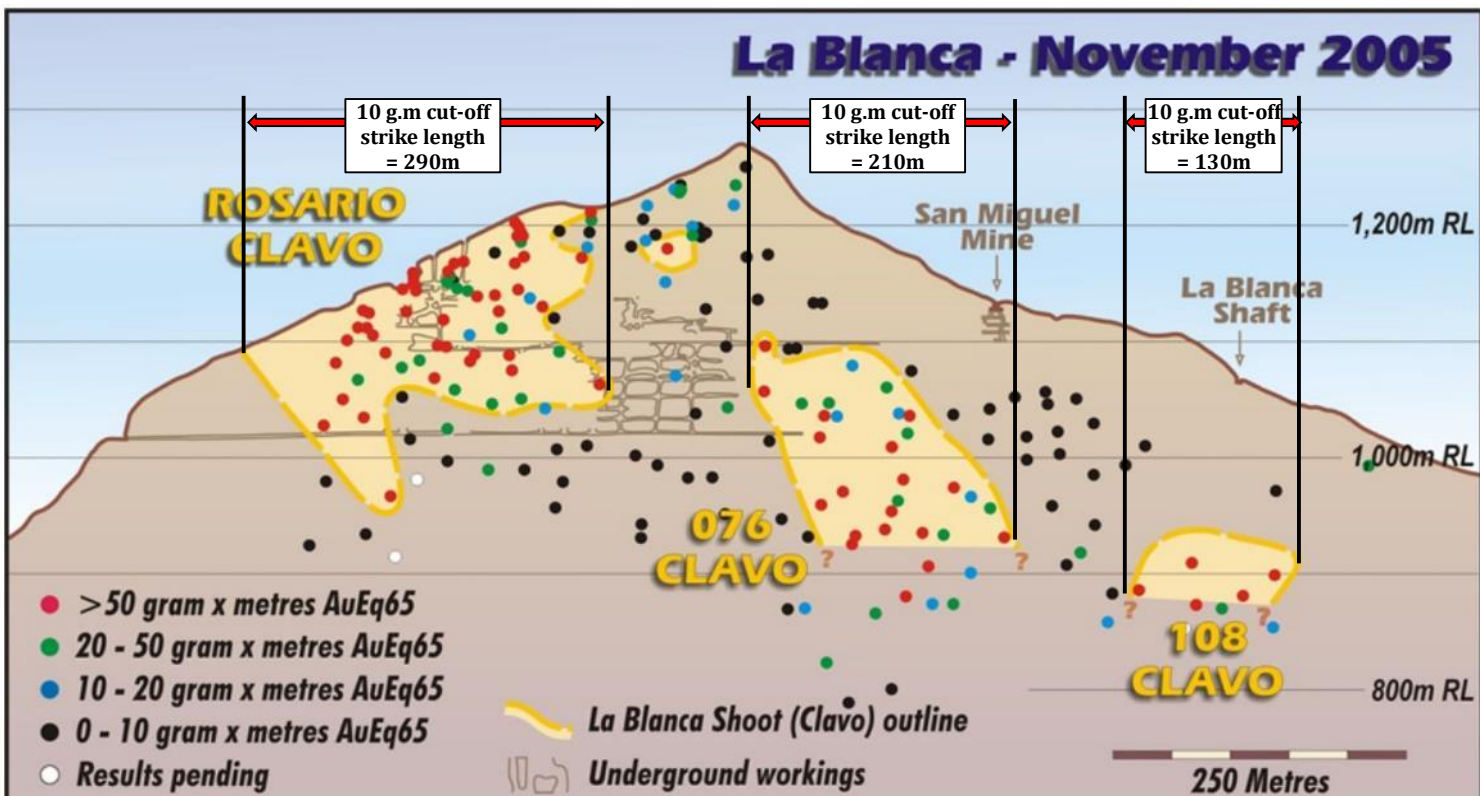 La Blanca - November 2005
10 g.m cut-off
strike length
= 290m
10 g.m cut-off
strike length
= 210m
10 g.m cut-off
strike length
= 130m
ROSARIO
CLAVO
San Miguel
Mine
1,200m RL
La Blanca
Shaft
1,000m RL
076
CLAVO
?
?
?
?
108
CLAVO
800m RL
>50 gram x metres AuEq65
20 - 50 gram x metres AuEq65
10 - 20 gram x metres AuEq65
0 - 10 gram x metres AuEq65
Results pending
La Blanca Shoot (Clavo) outline
Underground workings
250 Metres